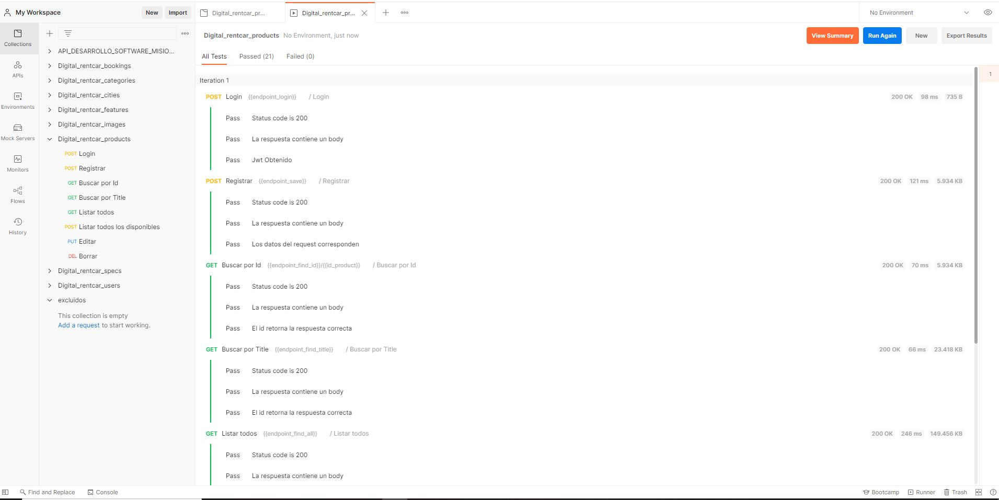 My Workspace
New
Import
Digital_rentcar_pr...
Digital_rentcar_pr...
No Environment
Collections
APIs
Environments
Mock Servers
Monitors
Flows
History
API_DESARROLLO_SOFTWARE_MISIO...
Digital_rentcar_bookings
Digital_rentcar_categories
Digital_rentcar_cities
Digital_rentcar_features
Digital_rentcar_images
Digital_rentcar_products
POST Login
POST Registrar
GET Buscar por Id
GET Buscar por Title
GET Listar todos
POST Listar todos los disponibles
PUT Editar
DEL Borrar
Digital_rentcar_specs
Digital_rentcar_users
excluidos
This collection is empty
Add a request to start working.
Digital_rentcar_products No Environment, just now
View Summary
Run Again
New
Export Results
All Tests Passed (21) Failed (0)
Iteration 1
1
POST Login {{endpoint_login}} / Login 200 OK 98 ms 735 B
Pass Status code is 200
Pass La respuesta contiene un body
Pass Jwt Obtenido
POST Registrar {{endpoint_save}} / Registrar 200 OK 121 ms 5.934 KB
Pass Status code is 200
Pass La respuesta contiene un body
Pass Los datos del request corresponden
GET Buscar por Id {{endpoint_find_id}}/{{id_product}} / Buscar por Id 200 OK 70 ms 5.934 KB
Pass Status code is 200
Pass La respuesta contiene un body
Pass El id retorna la respuesta correcta
GET Buscar por Title {{endpoint_find_title}} / Buscar por Title 200 OK 66 ms 23.418 KB
Pass Status code is 200
Pass La respuesta contiene un body
Pass El id retorna la respuesta correcta
GET Listar todos {{endpoint_find_all}} / Listar todos 200 OK 246 ms 149.456 KB
Pass Status code is 200
Pass La respuesta contiene un body
Find and Replace
Console
Bootcamp
Runner
Trash